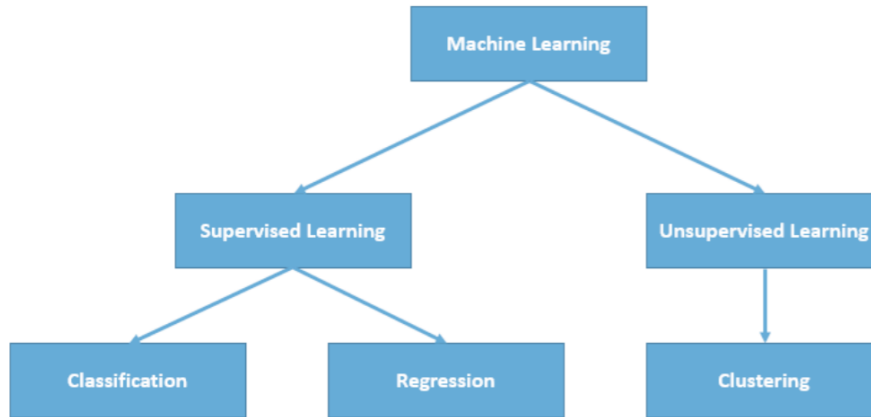 Machine Learning
Supervised Learning
Unsupervised Learning
Classification
Regression
Clustering